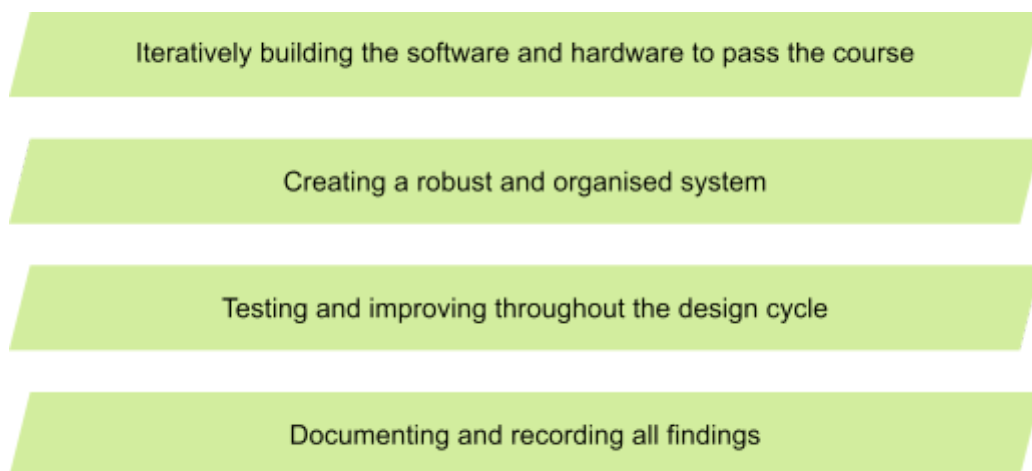 Iteratively building the software and hardware to pass the course
Creating a robust and organised system
Testing and improving throughout the design cycle
Documenting and recording all findings